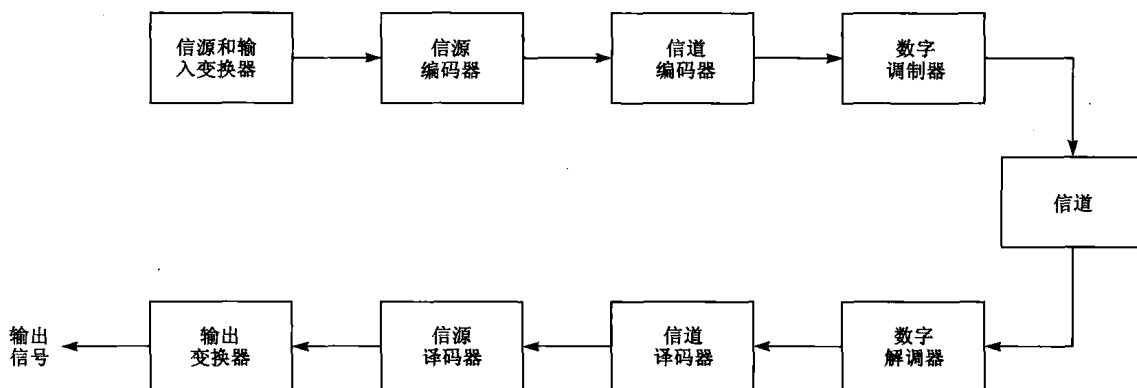 信源和输
入变换器
信源
编码器
信道
编码器
数字
调制器
信道
输出
信号
输出
变换器
信源
译码器
信道
译码器
数字
解调器